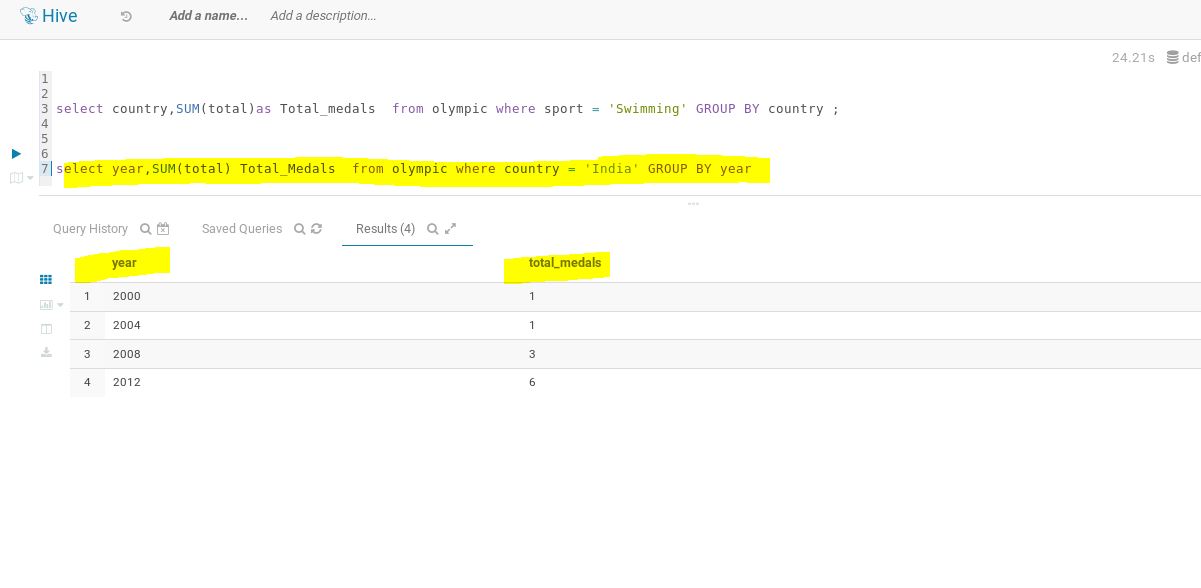 Hive Add a name... Add a description...
24.21s def
1
2
3 select country,SUM(total)as Total_medals  from olympic where sport = 'Swimming' GROUP BY country ;
4
5
6
7 select year,SUM(total) Total_Medals  from olympic where country = 'India' GROUP BY year
Query History Saved Queries Results (4)
year total_medals
1 2000 1
2 2004 1
3 2008 3
4 2012 6